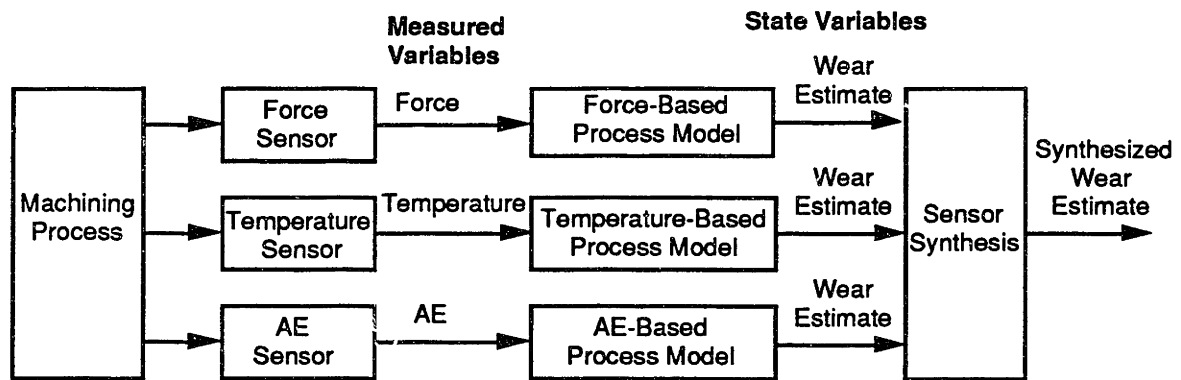 Measured
Variables
State Variables
Machining
Process
Force
Sensor
Force
Force-Based
Process Model
Wear
Estimate
Temperature
Sensor
Temperature
Temperature-Based
Process Model
Wear
Estimate
AE
Sensor
AE
AE-Based
Process Model
Wear
Estimate
Sensor
Synthesis
Synthesized
Wear
Estimate